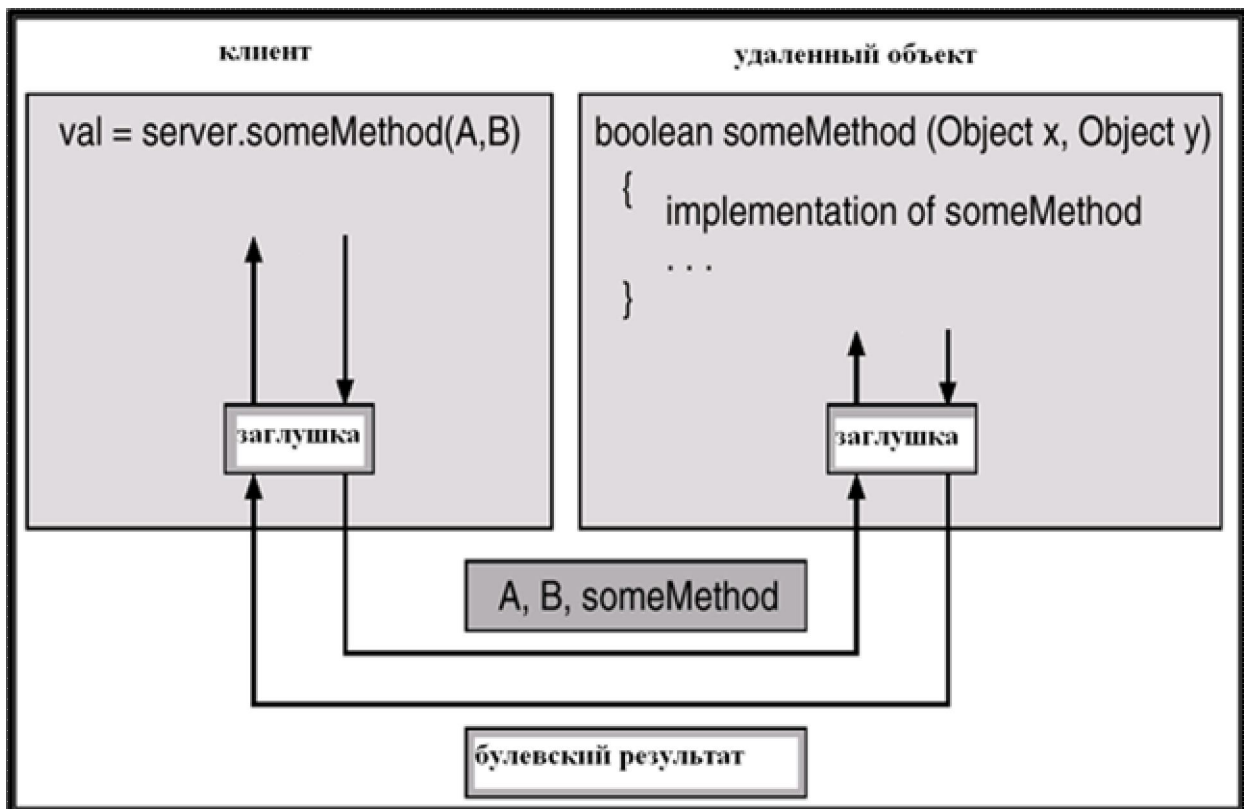 клиент
удаленный объект
val = server.someMethod(A,B)
boolean someMethod (Object x, Object y)
{
implementation of someMethod
. . .
}
заглушка
заглушка
A, B, someMethod
булевский результат